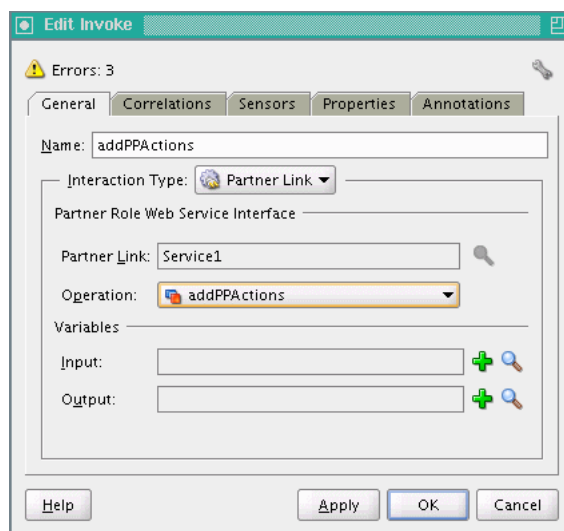 Edit Invoke
Errors: 3
General Correlations Sensors Properties Annotations
Name: addPPActions
Interaction Type: Partner Link
Partner Role Web Service Interface
Partner Link: Service1
Operation: addPPActions
Variables
Input:
Output:
Help Apply OK Cancel